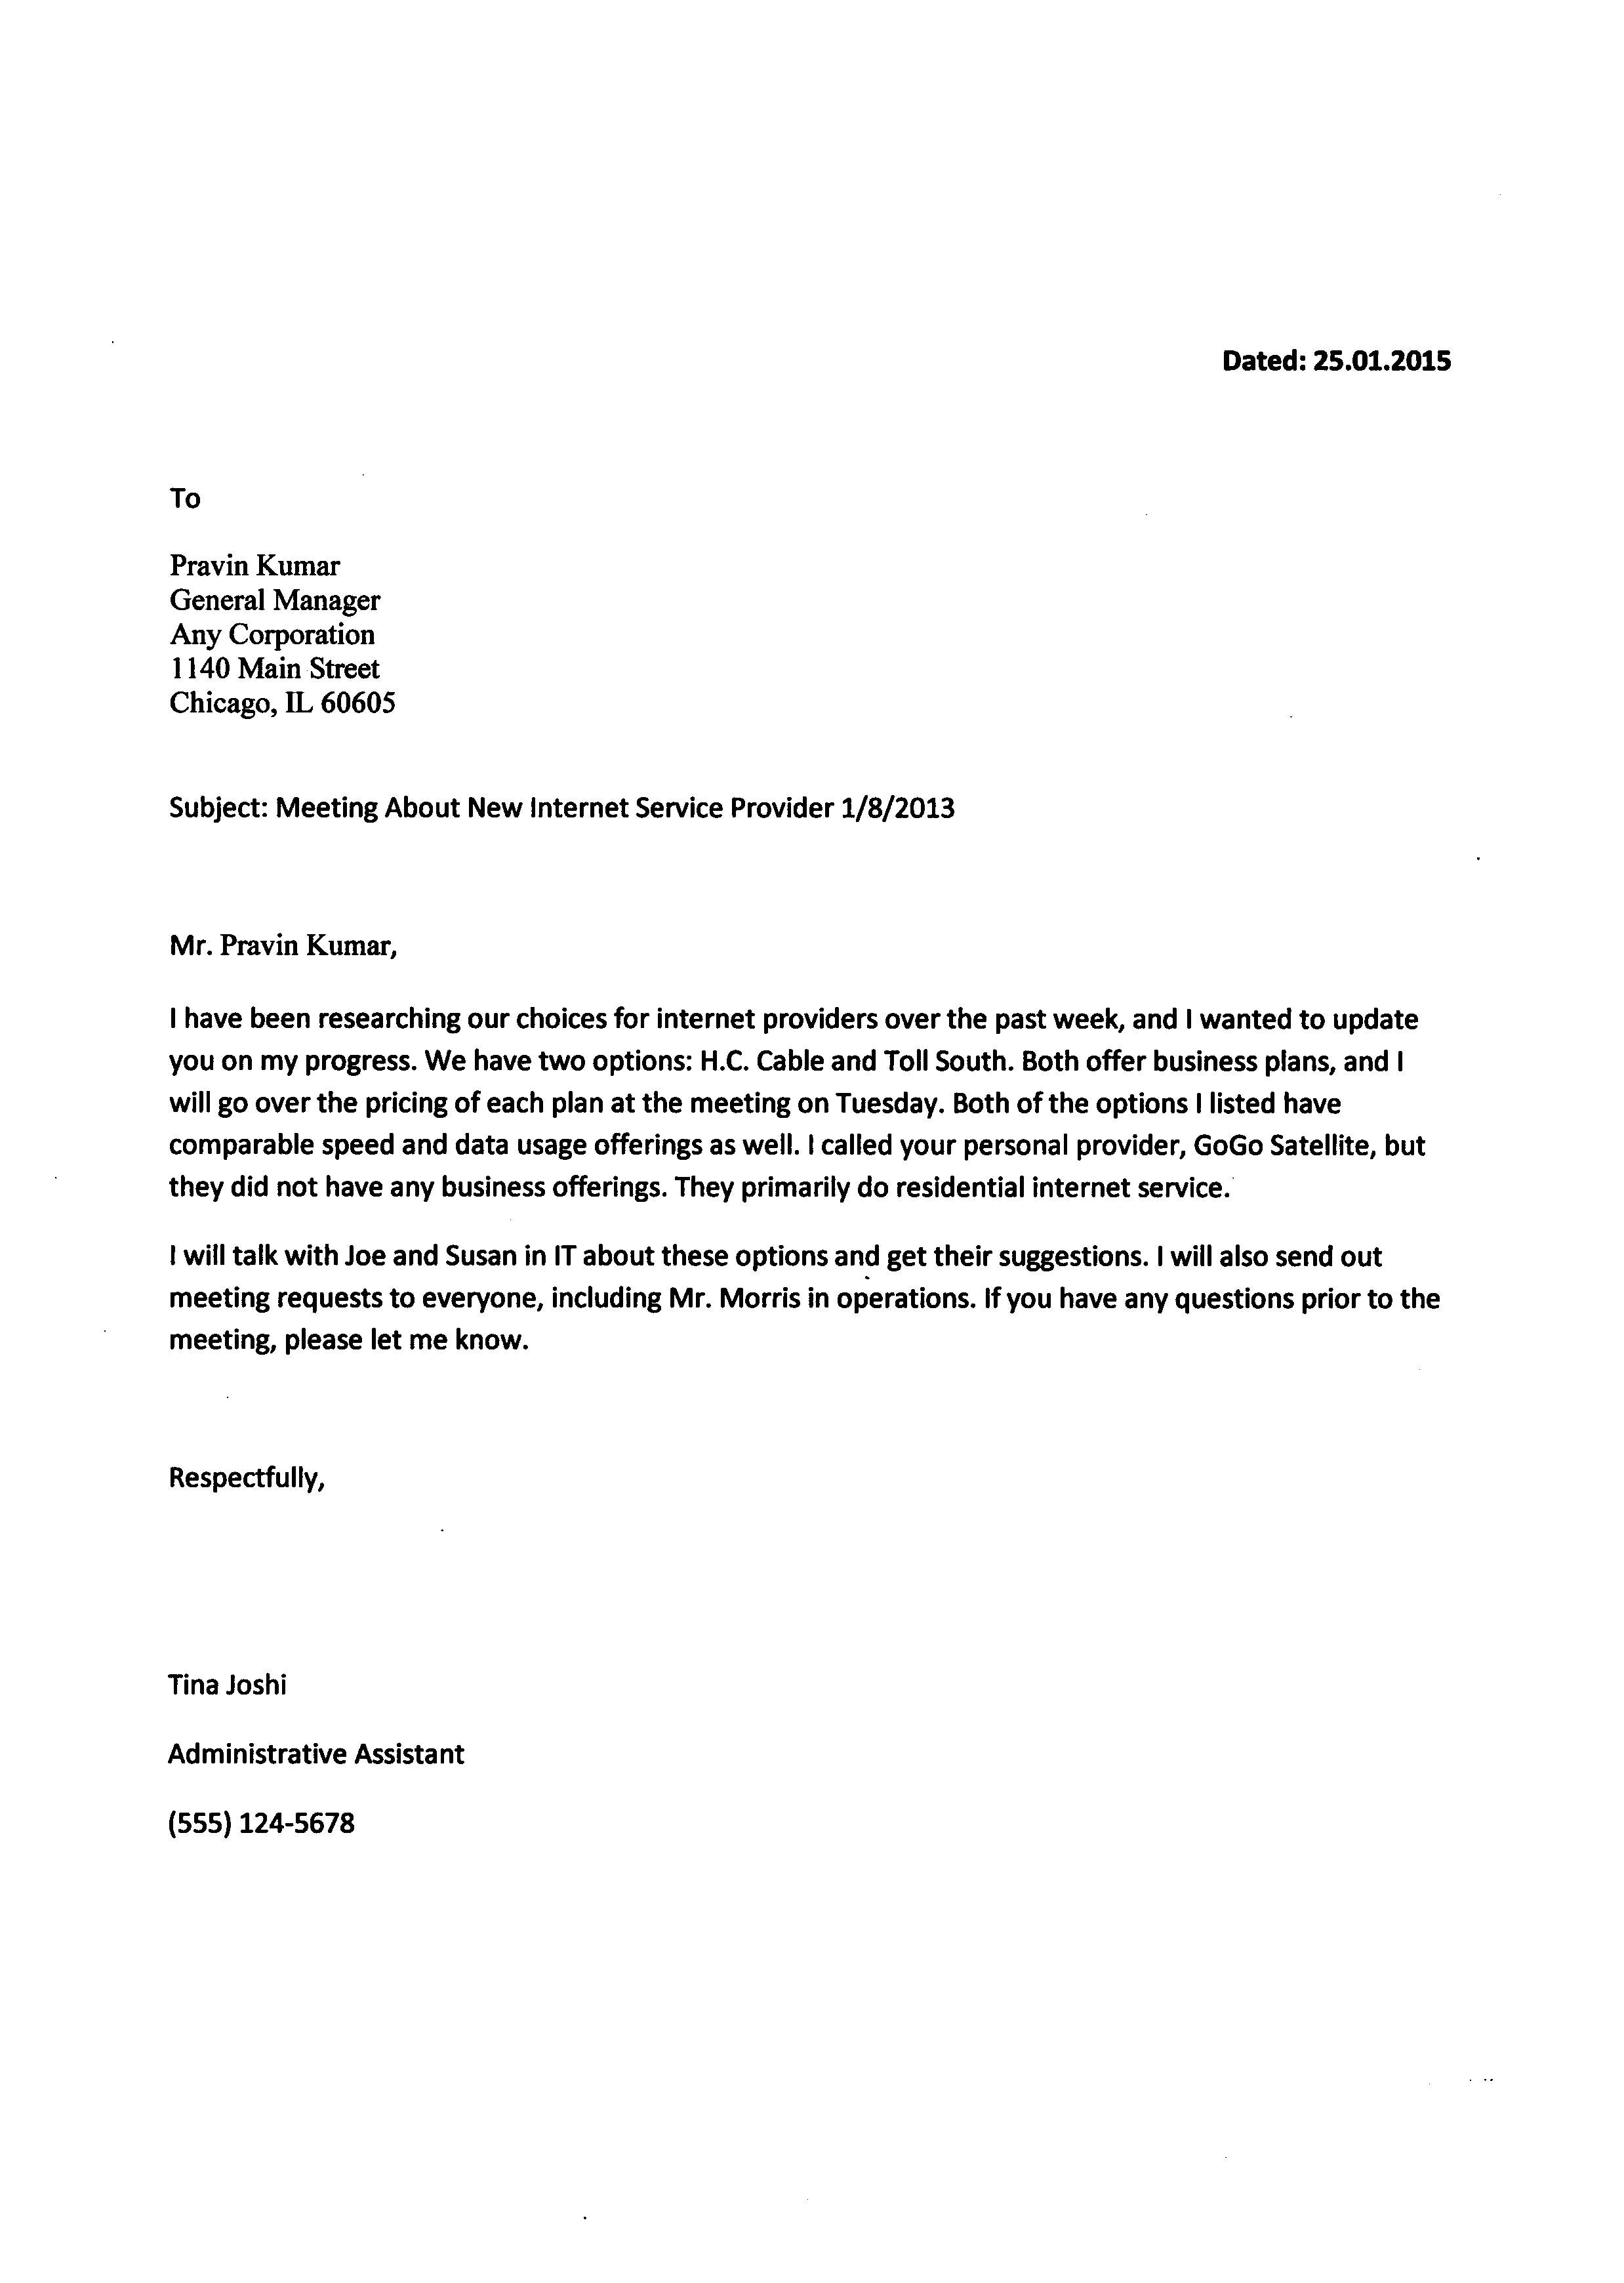 Dated: 25.01.2015
To
Pravin Kumar
General Manager
Any Corporation
1140 Main Street
Chicago, IL 60605
Subject: Meeting About New Internet Service Provider 1/8/2013
Mr. Pravin Kumar,
I have been researching our choices for internet providers over the past week, and I wanted to update
you on my progress. We have two options: H.C. Cable and Toll South. Both offer business plans, and I
will go over the pricing of each plan at the meeting on Tuesday. Both of the options I listed have
comparable speed and data usage offerings as well. I called your personal provider, GoGo Satellite, but
they did not have any business offerings. They primarily do residential internet service.
I will talk with Joe and Susan in IT about these options and get their suggestions. I will also send out
meeting requests to everyone, including Mr. Morris in operations. If you have any questions prior to the
meeting, please let me know.
Respectfully,
Tina Joshi
Administrative Assistant
(555) 124-5678